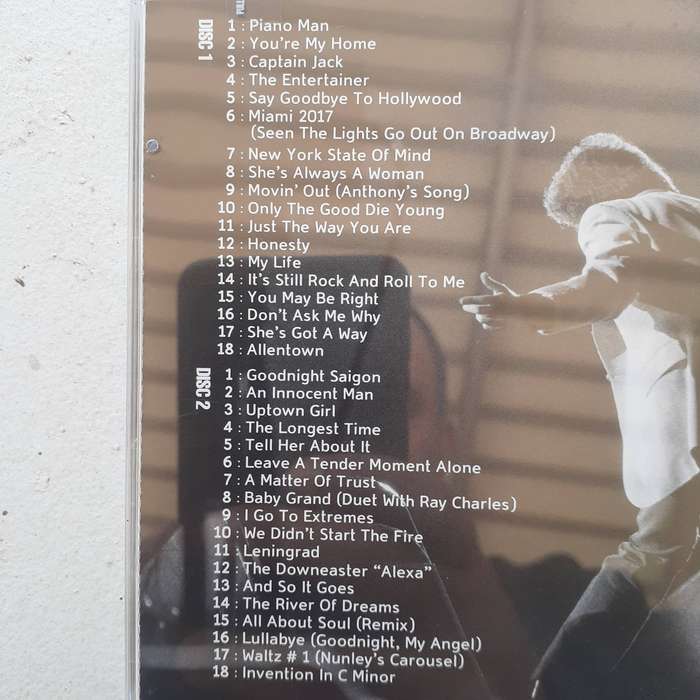 DISC 1
1 : Piano Man
2 : You're My Home
3 : Captain Jack
4 : The Entertainer
5 : Say Goodbye To Hollywood
6 : Miami 2017
(Seen The Lights Go Out On Broadway)
7 : New York State Of Mind
8 : She's Always A Woman
9 : Movin' Out (Anthony's Song)
10 : Only The Good Die Young
11 : Just The Way You Are
12 : Honesty
13 : My Life
14 : It's Still Rock And Roll To Me
15 : You May Be Right
16 : Don't Ask Me Why
17 : She's Got A Way
18 : Allentown
DISC 2
1 : Goodnight Saigon
2 : An Innocent Man
3 : Uptown Girl
4 : The Longest Time
5 : Tell Her About It
6 : Leave A Tender Moment Alone
7 : A Matter Of Trust
8 : Baby Grand (Duet With Ray Charles)
9 : I Go To Extremes
10 : We Didn't Start The Fire
11 : Leningrad
12 : The Downeaster “Alexa”
13 : And So It Goes
14 : The River Of Dreams
15 : All About Soul (Remix)
16 : Lullabye (Goodnight, My Angel)
17 : Waltz # 1 (Nunley's Carousel)
18 : Invention In C Minor